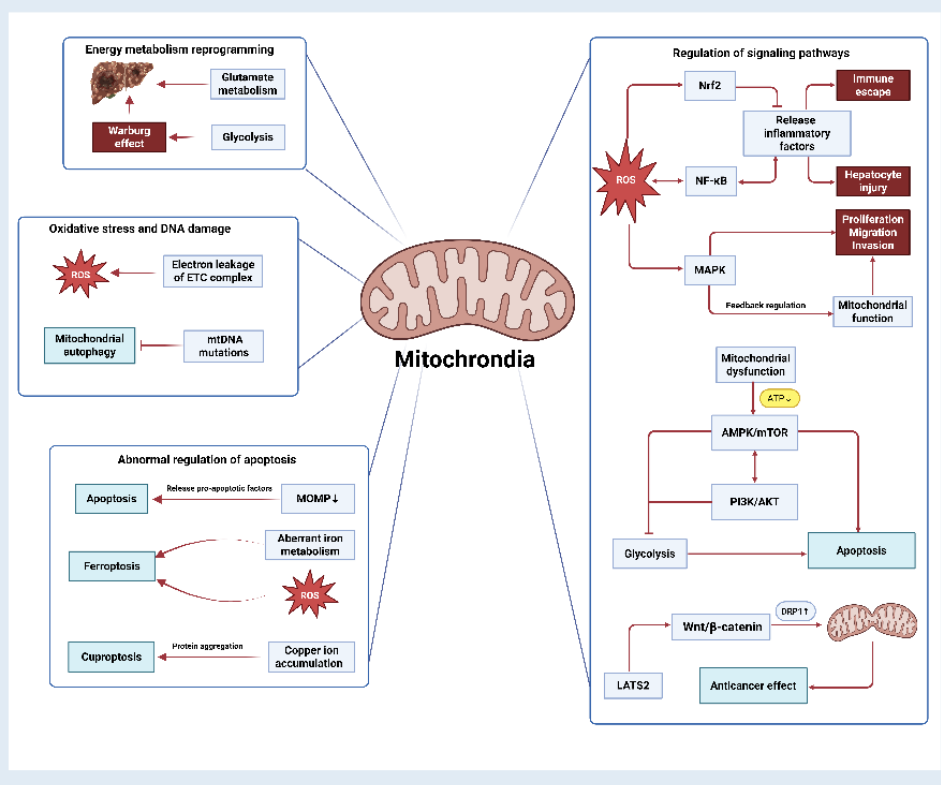 Energy metabolism reprogramming
Glutamate
metabolism
Warburg
effect
Glycolysis
Oxidative stress and DNA damage
ROS
Electron leakage
of ETC complex
Mitochondrial
autophagy
mtDNA
mutations
Abnormal regulation of apoptosis
Apoptosis
Release pro-apoptotic factors
MOMP↓
Ferroptosis
Aberrant iron
metabolism
ROS
Cuproptosis
Protein aggregation
Copper ion
accumulation
Mitochrondia
Regulation of signaling pathways
Nrf2
Immune
escape
Release
inflammatory
factors
ROS
NF-κB
Hepatocyte
injury
Proliferation
Migration
Invasion
MAPK
Feedback regulation
Mitochondrial
function
Mitochondrial
dysfunction
ATP↓
AMPK/mTOR
PI3K/AKT
Glycolysis
Apoptosis
Wnt/β-catenin
DRP1↑
LATS2
Anticancer effect